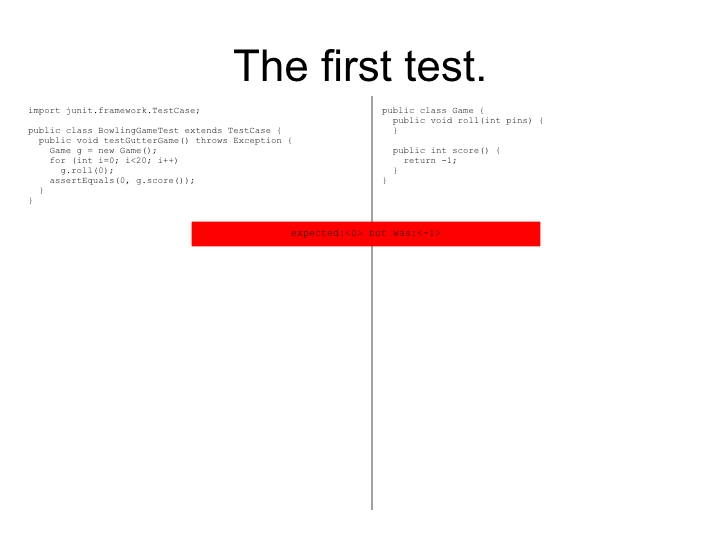 The first test.
import junit.framework.TestCase;

public class BowlingGameTest extends TestCase {
  public void testGutterGame() throws Exception {
    Game g = new Game();
    for (int i=0; i<20; i++)
      g.roll(0);
    assertEquals(0, g.score());
  }
}
public class Game {
  public void roll(int pins) {
  }

  public int score() {
    return -1;
  }
}
expected:<0> but was:<-1>